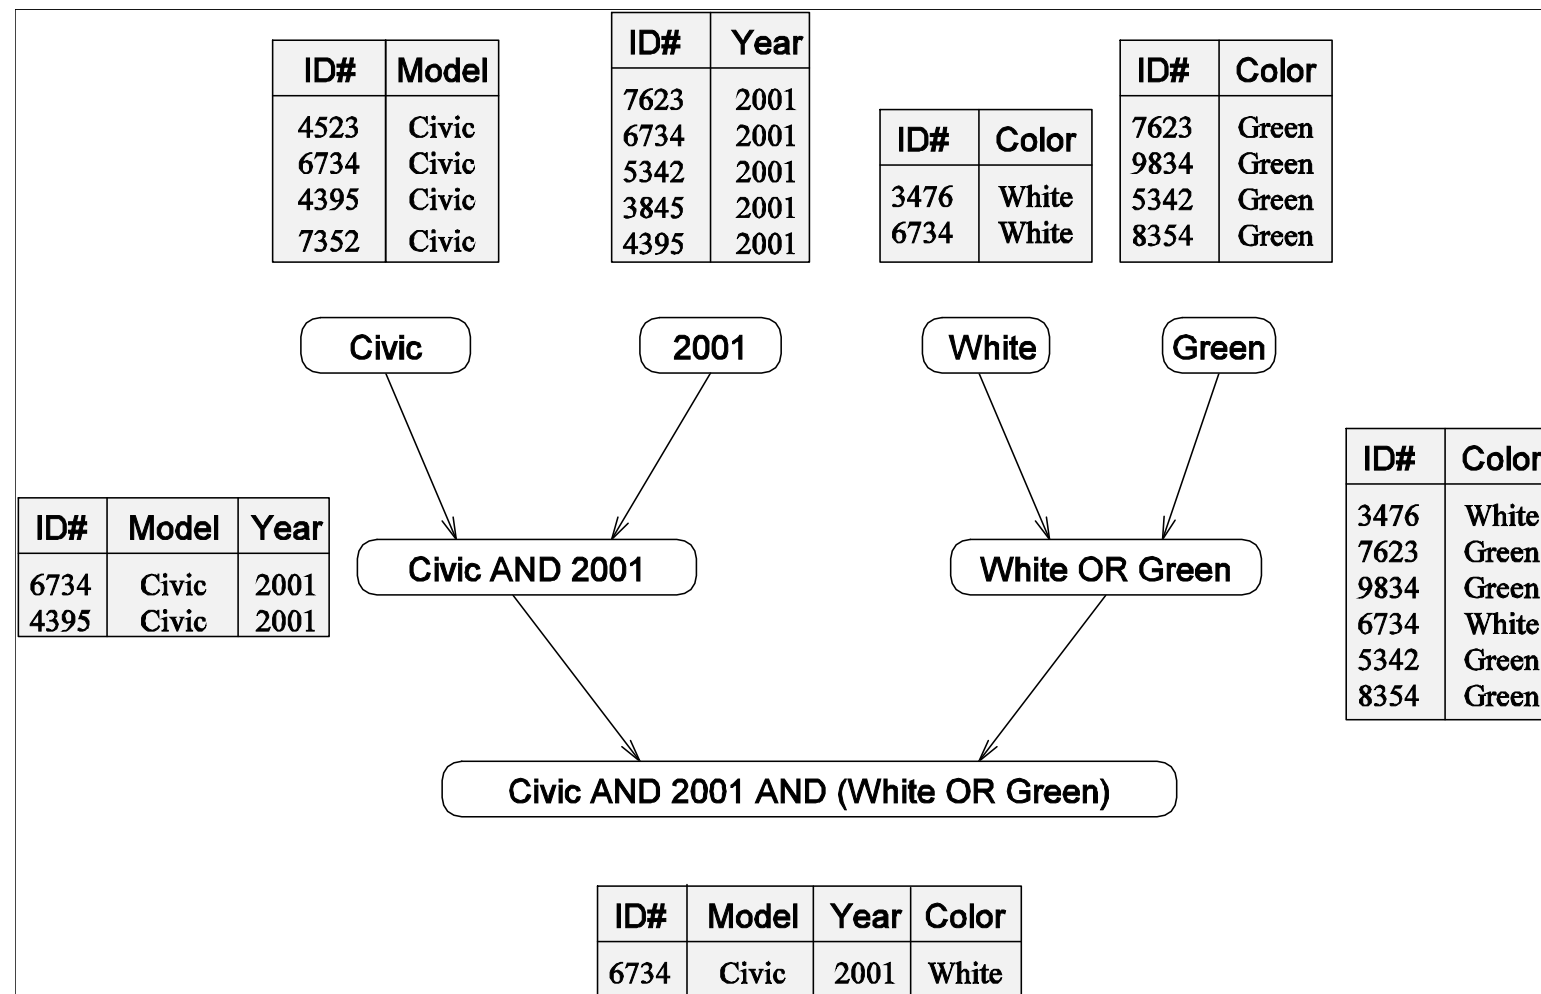 ID# Model
4523 Civic
6734 Civic
4395 Civic
7352 Civic
ID# Year
7623 2001
6734 2001
5342 2001
3845 2001
4395 2001
ID# Color
3476 White
6734 White
ID# Color
7623 Green
9834 Green
5342 Green
8354 Green
Civic
2001
White
Green
ID# Model Year
6734 Civic 2001
4395 Civic 2001
Civic AND 2001
White OR Green
ID# Color
3476 White
7623 Green
9834 Green
6734 White
5342 Green
8354 Green
Civic AND 2001 AND (White OR Green)
ID# Model Year Color
6734 Civic 2001 White